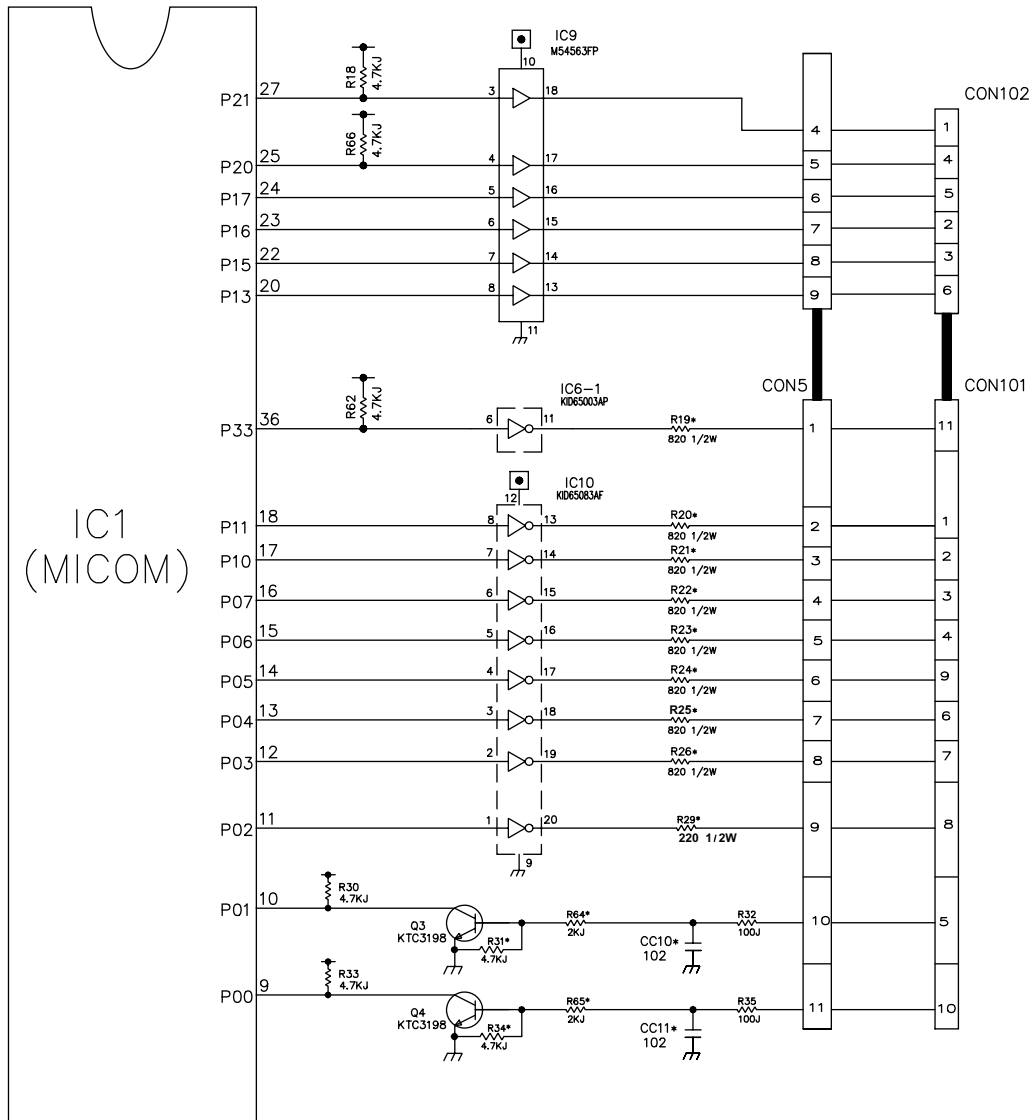 IC9
M54563FP
10
R18
4.7KJ
P21 27 3 18 4 1 CON102
R66
4.7KJ
P20 25 4 17 5 4
P17 24 5 16 6 5
P16 23 6 15 7 2
P15 22 7 14 8 3
P13 20 8 13 9 6
11
CON5 CON101
R62
4.7KJ
IC6-1
KID65003AP
P33 36 6 11 R19* 1 11
820 1/2W
IC10
KID65083AF
12
IC1
(MICOM)
P11 18 8 13 R20* 2 1
820 1/2W
P10 17 7 14 R21* 3 2
820 1/2W
P07 16 6 15 R22* 4 3
820 1/2W
P06 15 5 16 R23* 5 4
820 1/2W
P05 14 4 17 R24* 6 9
820 1/2W
P04 13 3 18 R25* 7 6
820 1/2W
P03 12 2 19 R26* 8 7
820 1/2W
P02 11 1 20 R29* 9 8
220 1/2W
9
P01 10 R30 4.7KJ
Q3
KTC3198
R31*
4.7KJ
R64*
2KJ
CC10*
102
R32
100J
10 5
P00 9 R33 4.7KJ
Q4
KTC3198
R34*
4.7KJ
R65*
2KJ
CC11*
102
R35
100J
11 10